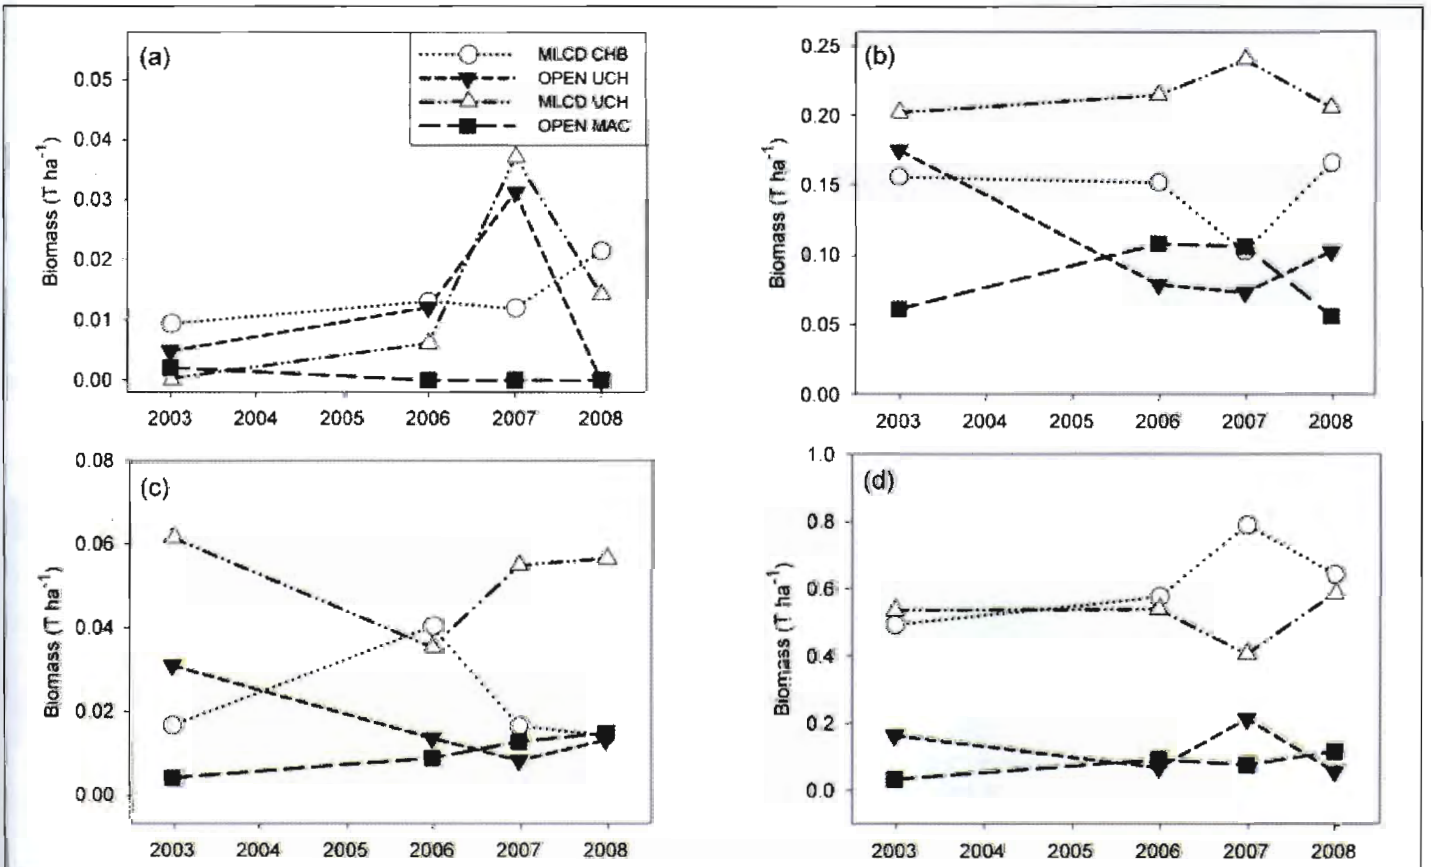 (a)
MLCD CHB
OPEN UCH
MLCD UCH
OPEN MAC
0.05
0.04
0.03
0.02
0.01
0.00
Biomass (T ha⁻¹)
2003 2004 2005 2006 2007 2008
(b)
0.25
0.20
0.15
0.10
0.05
0.00
Biomass (T ha⁻¹)
2003 2004 2005 2006 2007 2008
(c)
0.08
0.06
0.04
0.02
0.00
Biomass (T ha⁻¹)
2003 2004 2005 2006 2007 2008
(d)
1.0
0.8
0.6
0.4
0.2
0.0
Biomass (T ha⁻¹)
2003 2004 2005 2006 2007 2008